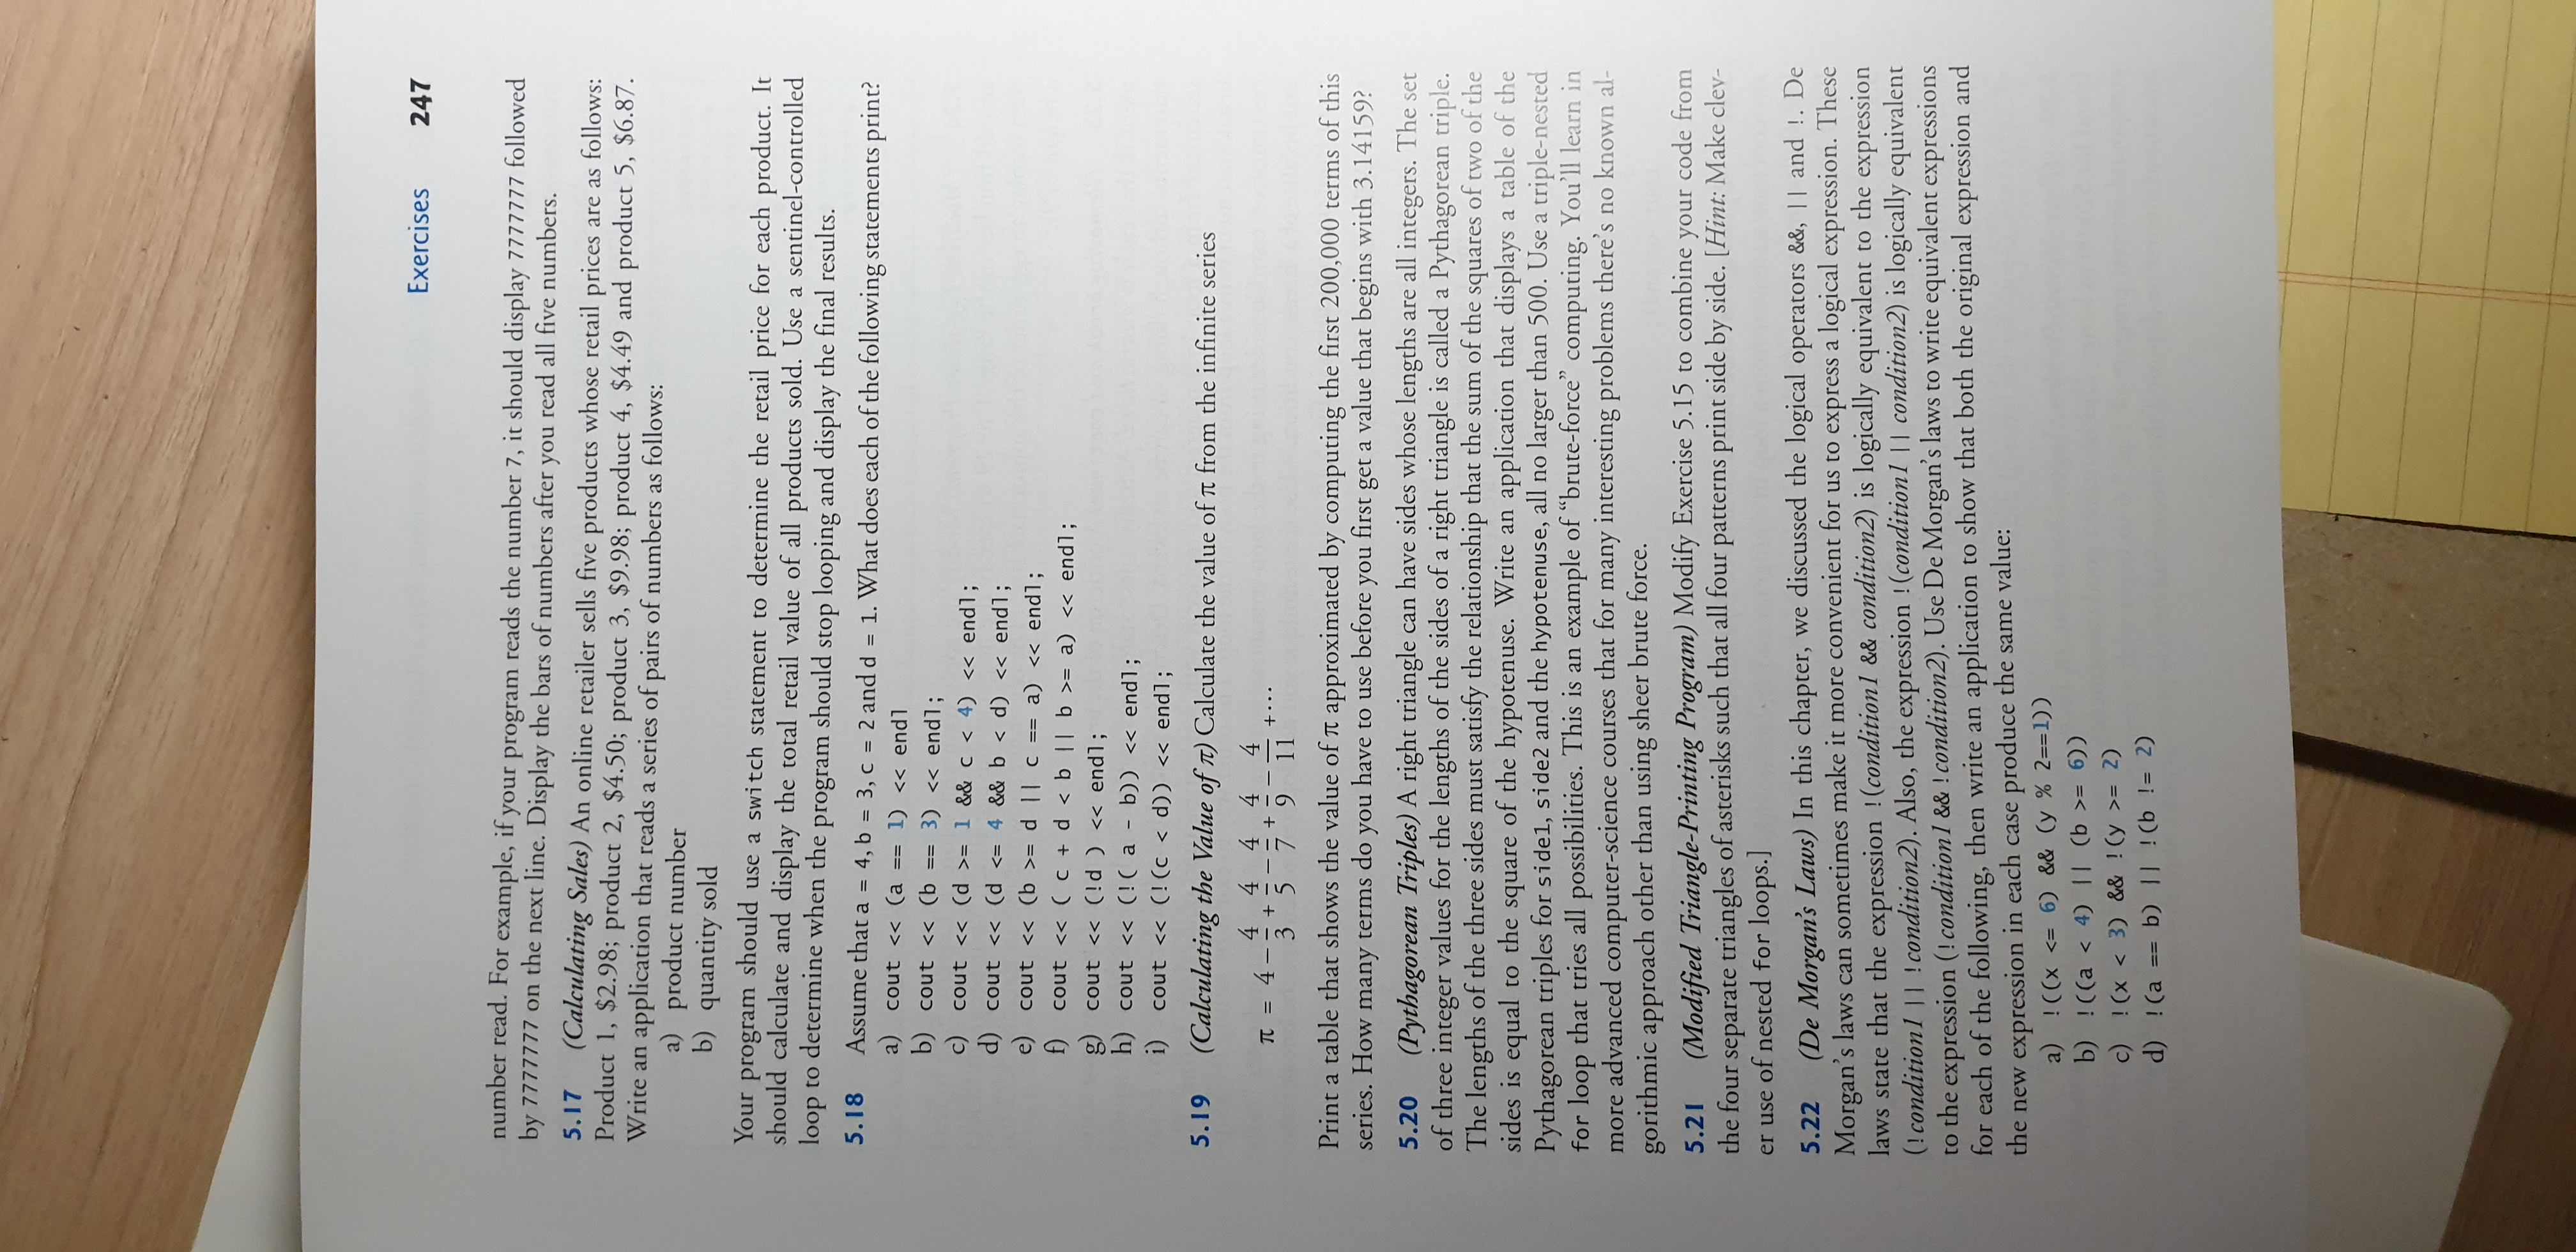 Exercises 247
number read. For example, if your program reads the number 7, it should display 7777777 followed
by 7777777 on the next line. Display the bars of numbers after you read all five numbers.
5.17 (Calculating Sales) An online retailer sells five products whose retail prices are as follows:
Product 1, $2.98; product 2, $4.50; product 3, $9.98; product 4, $4.49 and product 5, $6.87.
Write an application that reads a series of pairs of numbers as follows:
a) product number
b) quantity sold
Your program should use a switch statement to determine the retail price for each product. It
should calculate and display the total retail value of all products sold. Use a sentinel-controlled
loop to determine when the program should stop looping and display the final results.
5.18 Assume that a = 4, b = 3, c = 2 and d = 1. What does each of the following statements print?
a) cout << (a == 1) << endl
b) cout << (b == 3) << endl;
c) cout << (d >= 1 && c < 4) << endl;
d) cout << (d <= 4 && b < d) << endl;
e) cout << (b >= d || c == a) << endl;
f) cout << ( c + d < b || b >= a) << endl;
g) cout << (!d ) << endl;
h) cout << (!( a - b)) << endl;
i) cout << (!(c < d)) << endl;
5.19 (Calculating the Value of π) Calculate the value of π from the infinite series
π = 4 − 4/3 + 4/5 − 4/7 + 4/9 − 4/11 + ⋯
Print a table that shows the value of π approximated by computing the first 200,000 terms of this
series. How many terms do you have to use before you first get a value that begins with 3.14159?
5.20 (Pythagorean Triples) A right triangle can have sides whose lengths are all integers. The set
of three integer values for the lengths of the sides of a right triangle is called a Pythagorean triple.
The lengths of the three sides must satisfy the relationship that the sum of the squares of two of the
sides is equal to the square of the hypotenuse. Write an application that displays a table of the
Pythagorean triples for side1, side2 and the hypotenuse, all no larger than 500. Use a triple-nested
for loop that tries all possibilities. This is an example of “brute-force” computing. You’ll learn in
more advanced computer-science courses that for many interesting problems there’s no known al-
gorithmic approach other than using sheer brute force.
5.21 (Modified Triangle-Printing Program) Modify Exercise 5.15 to combine your code from
the four separate triangles of asterisks such that all four patterns print side by side. [Hint: Make clev-
er use of nested for loops.]
5.22 (De Morgan’s Laws) In this chapter, we discussed the logical operators &&, || and !. De
Morgan’s laws can sometimes make it more convenient for us to express a logical expression. These
laws state that the expression !(condition1 && condition2) is logically equivalent to the expression
(!condition1 || !condition2). Also, the expression !(condition1 || condition2) is logically equivalent
to the expression (!condition1 && !condition2). Use De Morgan’s laws to write equivalent expressions
for each of the following, then write an application to show that both the original expression and
the new expression in each case produce the same value:
a) !((x <= 6) && (y % 2==1))
b) !((a < 4) || (b >= 6))
c) !(x < 3) && !(y >= 2)
d) !(a == b) || !(b != 2)